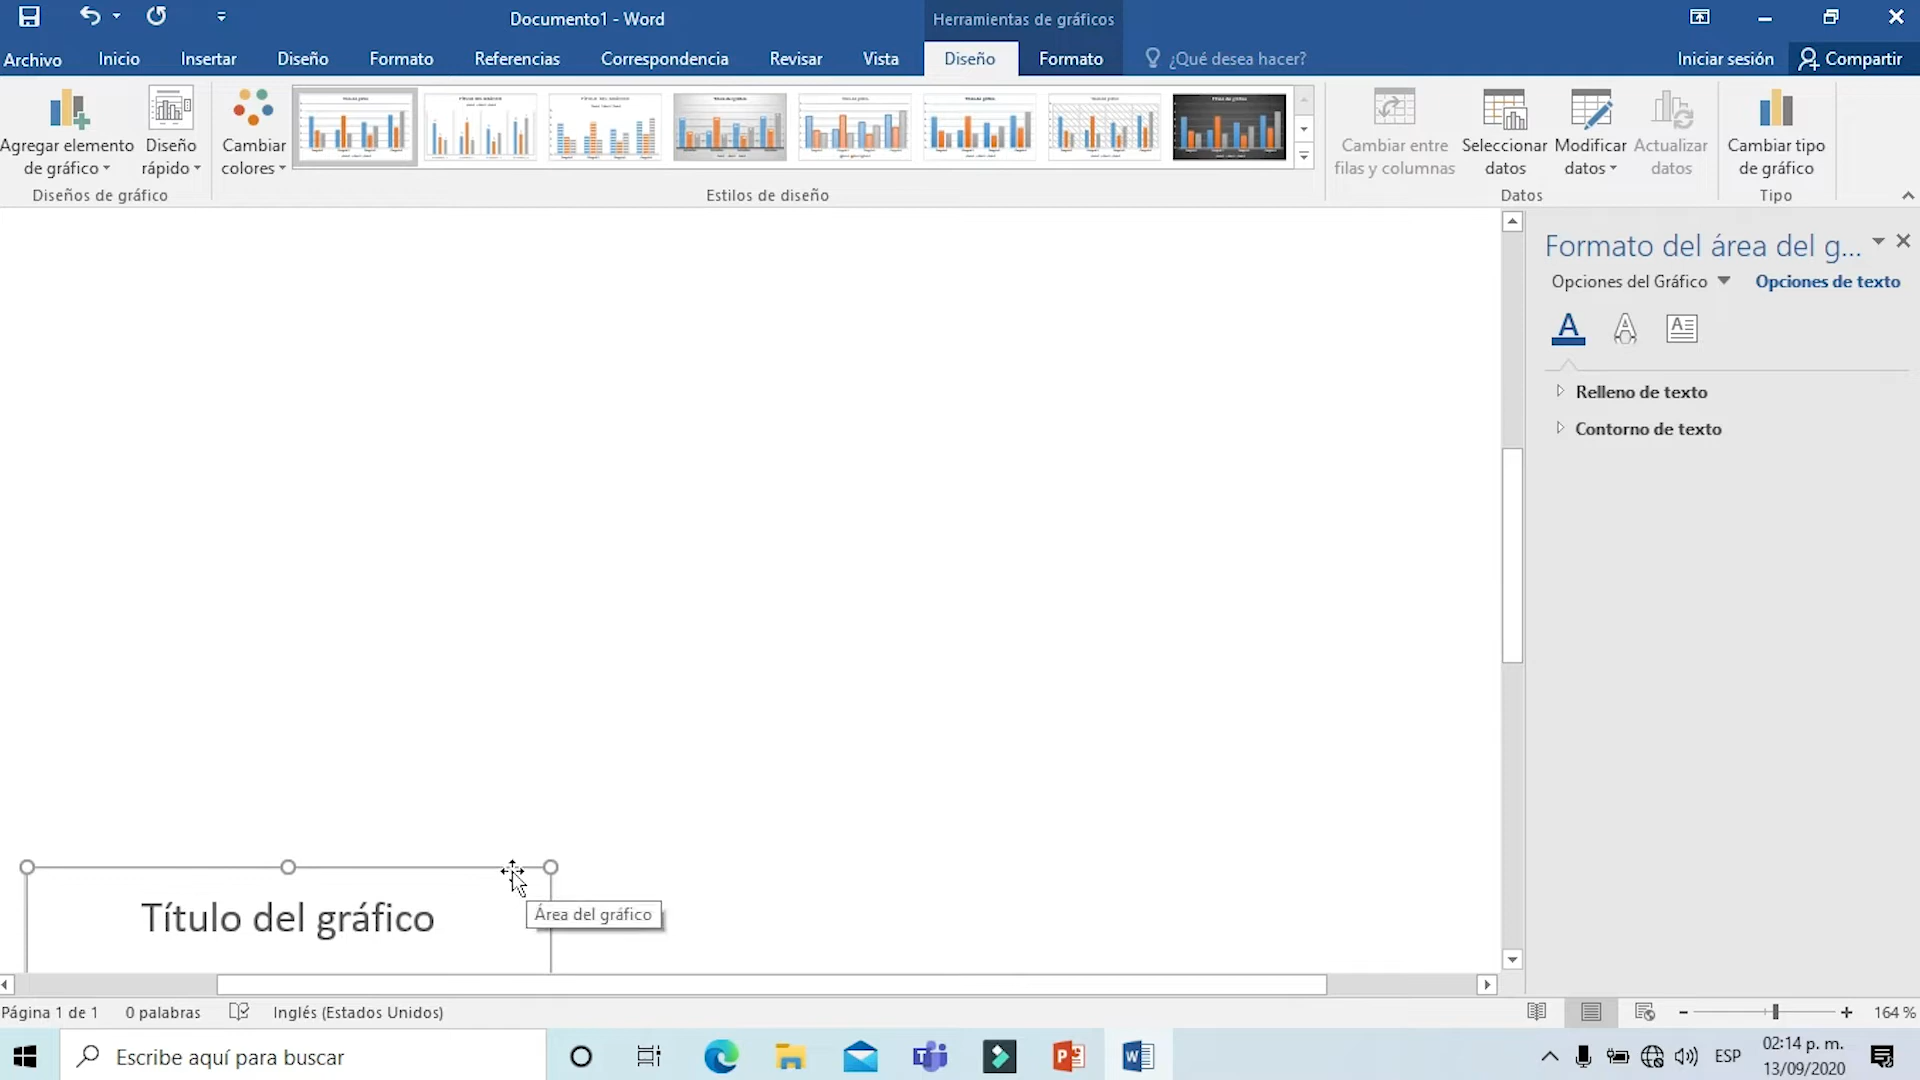 Documento1 - Word
Herramientas de gráficos
Archivo
Inicio
Insertar
Diseño
Formato
Referencias
Correspondencia
Revisar
Vista
Diseño
Formato
¿Qué desea hacer?
Iniciar sesión
Compartir
Agregar elemento
de gráfico
Diseño
rápido
Cambiar
colores
Cambiar entre
filas y columnas
Seleccionar
datos
Modificar
datos
Actualizar
datos
Cambiar tipo
de gráfico
Diseños de gráfico
Estilos de diseño
Datos
Tipo
Formato del área del g...
Opciones del Gráfico
Opciones de texto
Relleno de texto
Contorno de texto
Título del gráfico
Área del gráfico
Página 1 de 1
0 palabras
Inglés (Estados Unidos)
164 %
Escribe aquí para buscar
ESP
02:14 p. m.
13/09/2020